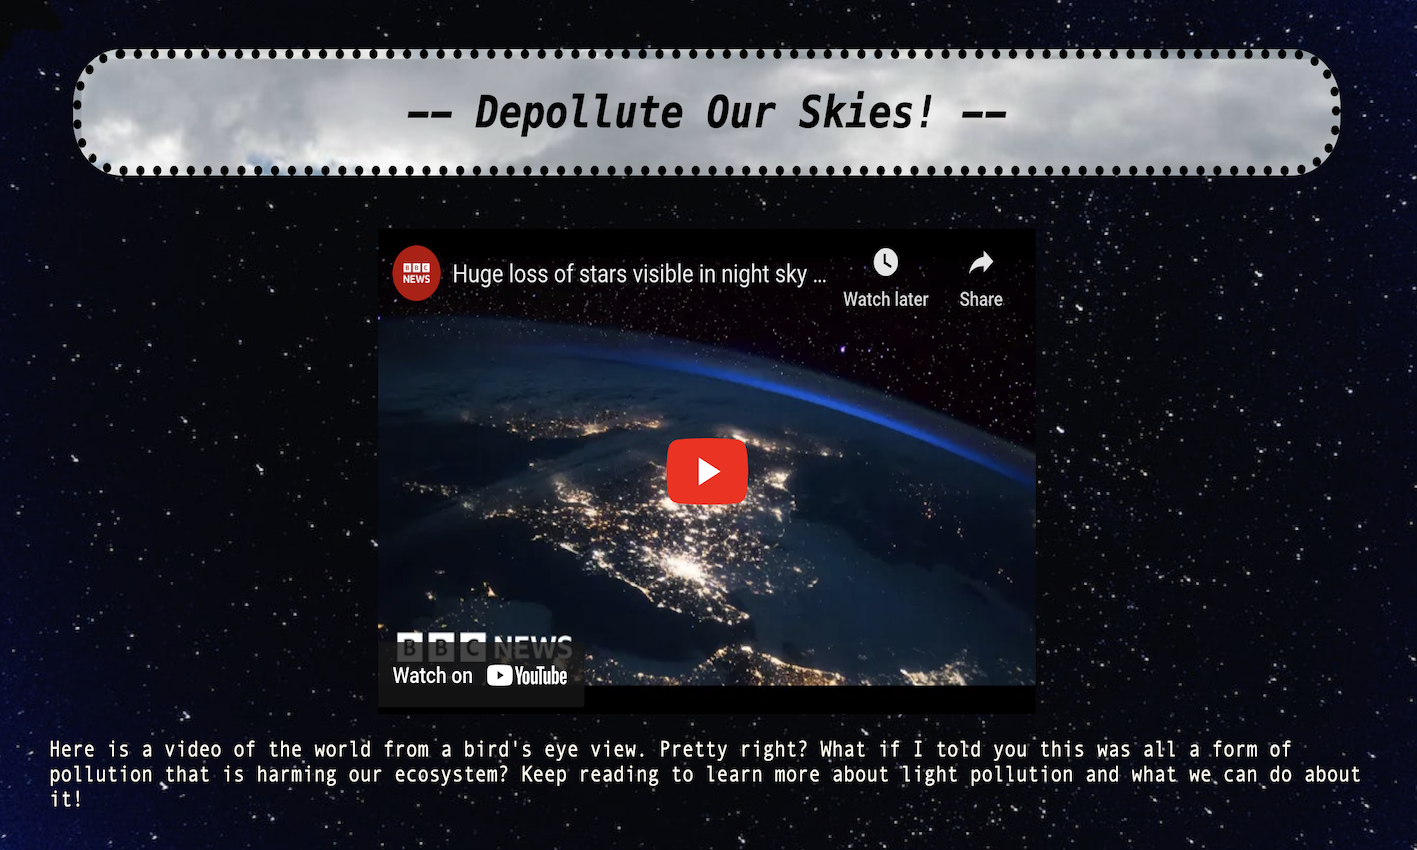 -- Depollute Our Skies! --
BBC
NEWS
Huge loss of stars visible in night sky ...
Watch later
Share
BBC NEWS
Watch on YouTube
Here is a video of the world from a bird's eye view. Pretty right? What if I told you this was all a form of
pollution that is harming our ecosystem? Keep reading to learn more about light pollution and what we can do about
it!